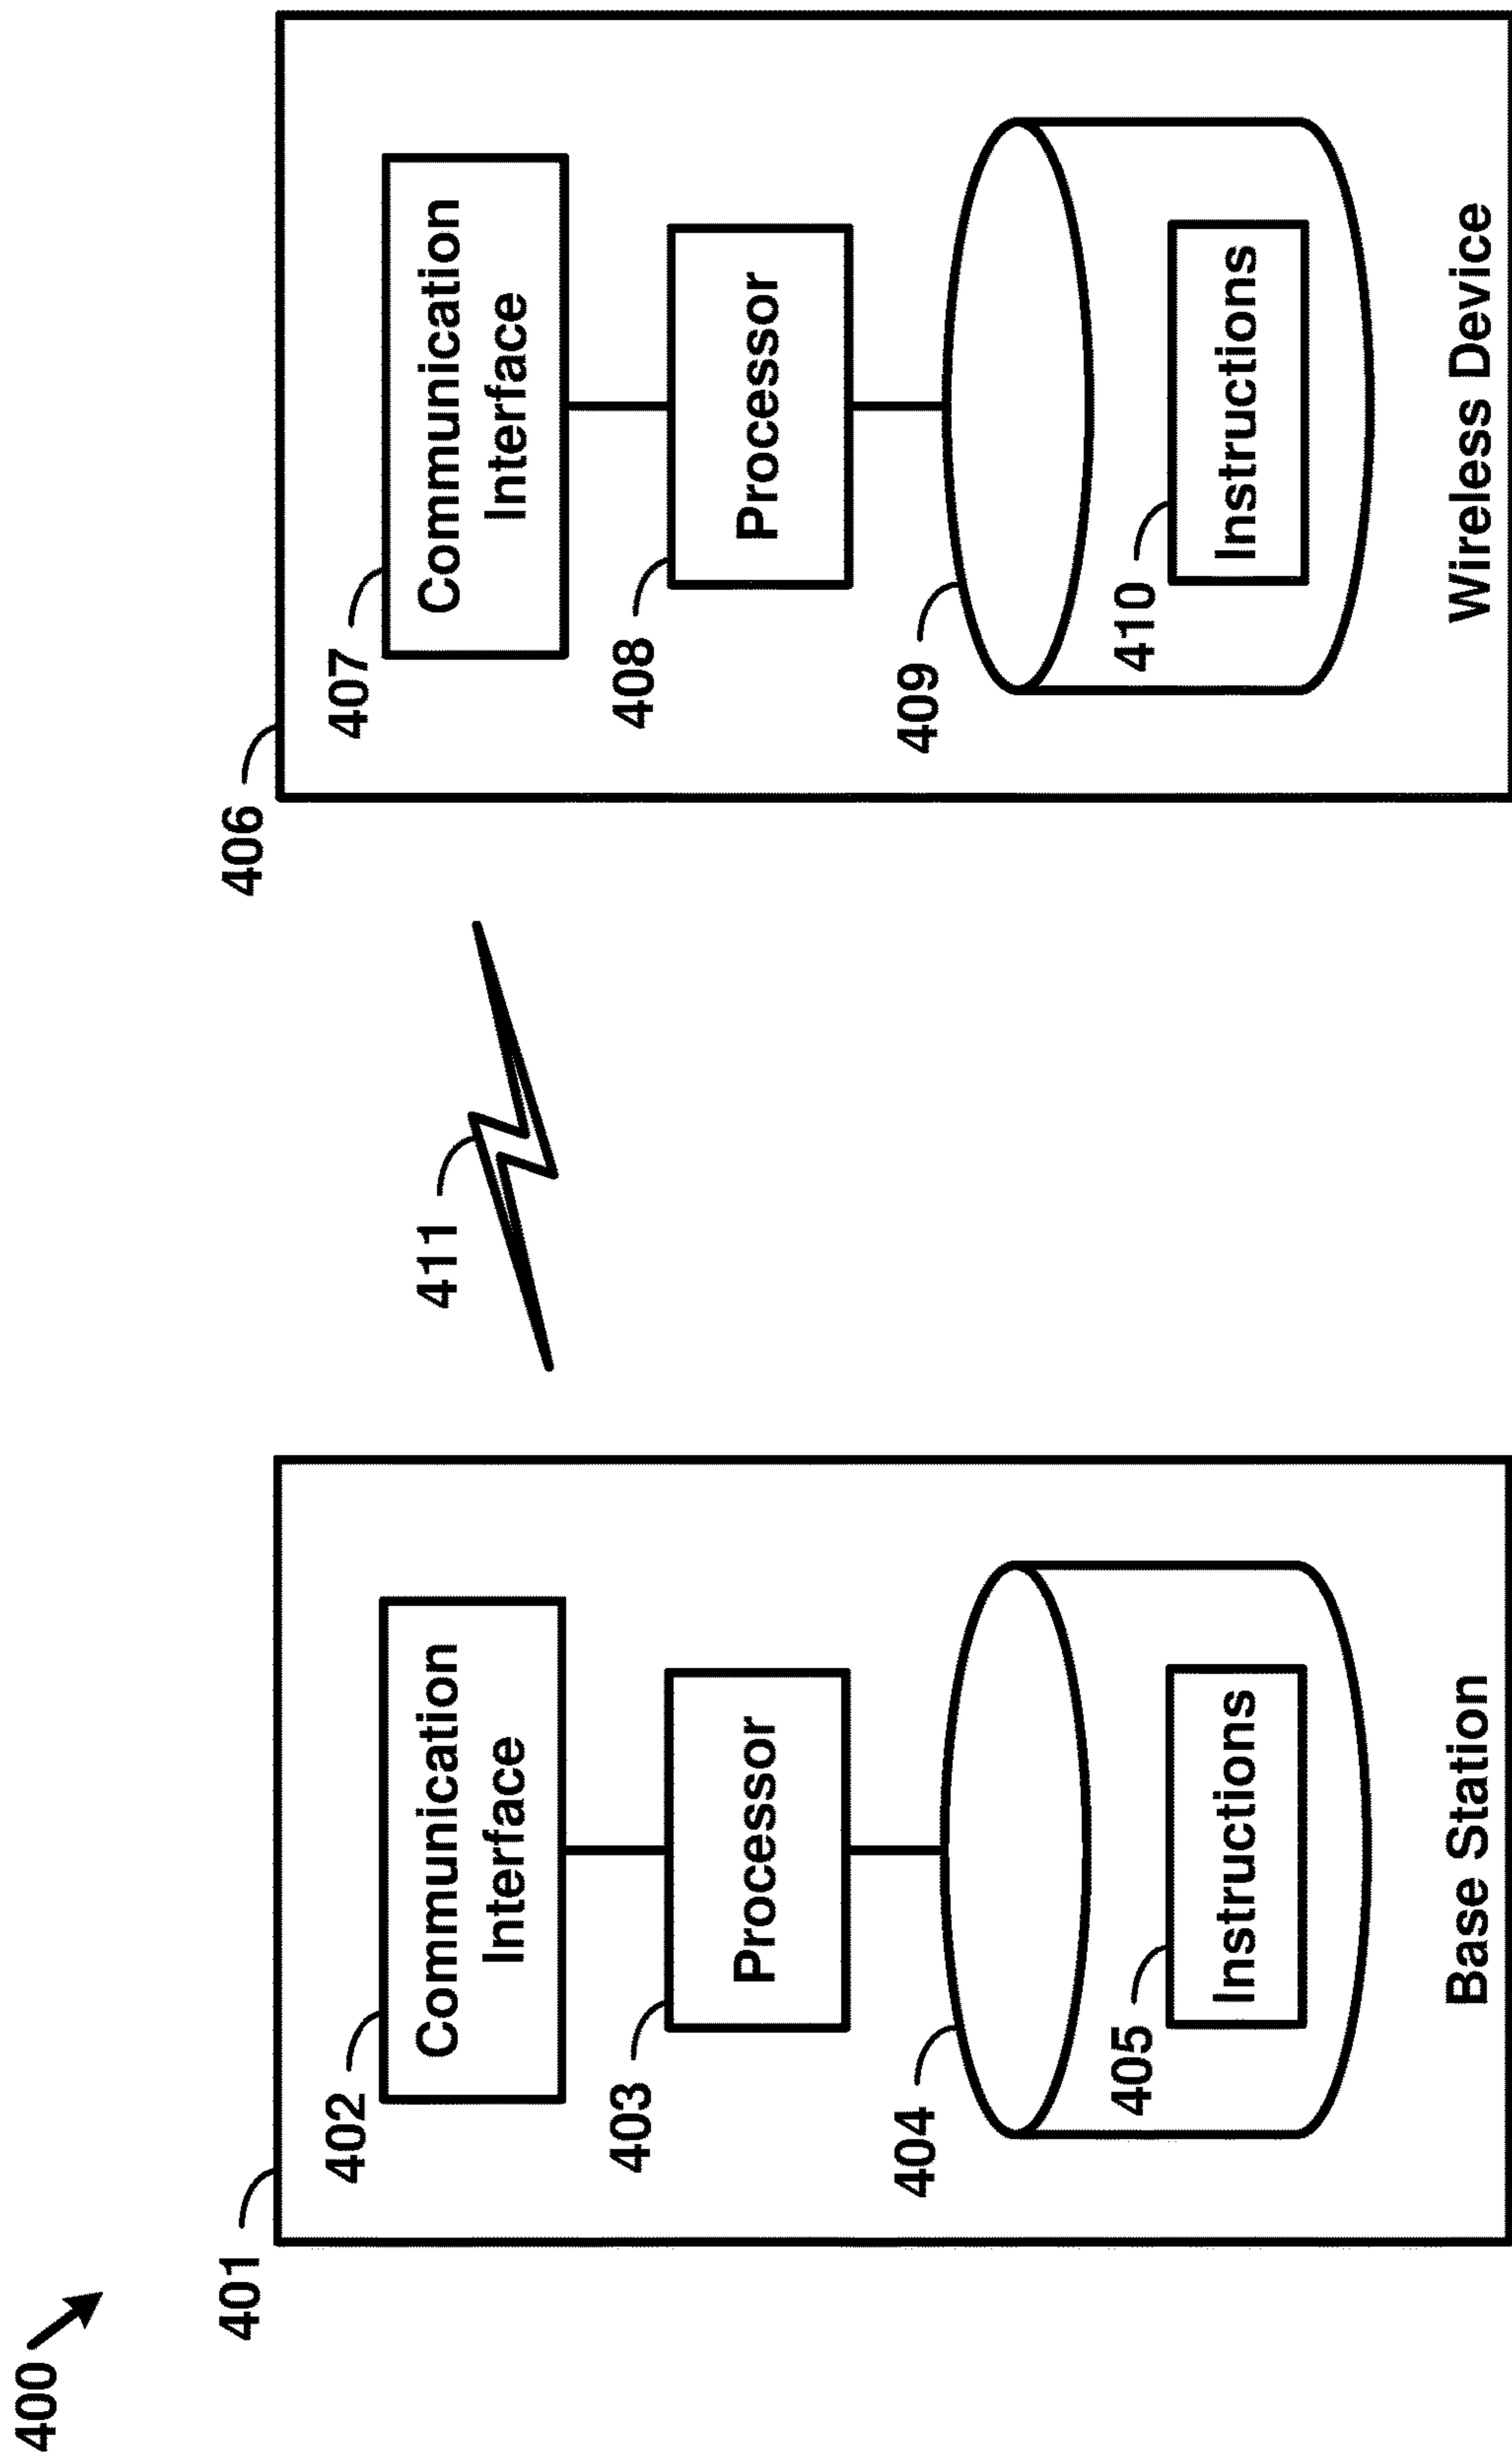 400
401
402
Communication
Interface
403
Processor
404
405
Instructions
Base Station
411
406
407
Communication
Interface
408
Processor
409
410
Instructions
Wireless Device